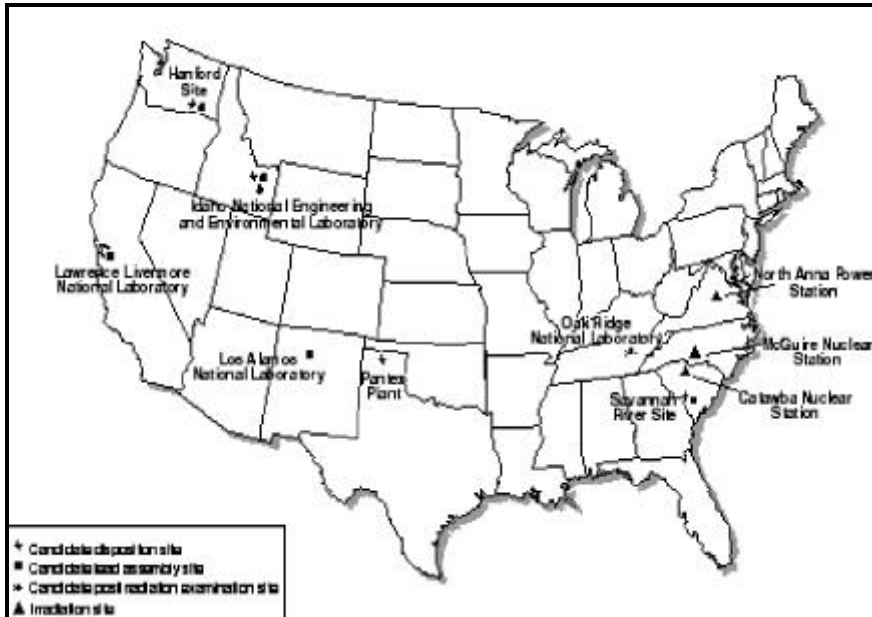 Hanford
Site
Idaho National Engineering
and Environmental Laboratory
Lawrence Livermore
National Laboratory
North Anna Power
Station
Oak Ridge
National Laboratory
McGuire Nuclear
Station
Los Alamos
National Laboratory
Pantex
Plant
Savannah
River Site
Catawba Nuclear
Station
Candidate disposition site
Candidate lead assembly site
Candidate post irradiation examination site
Irradiation site